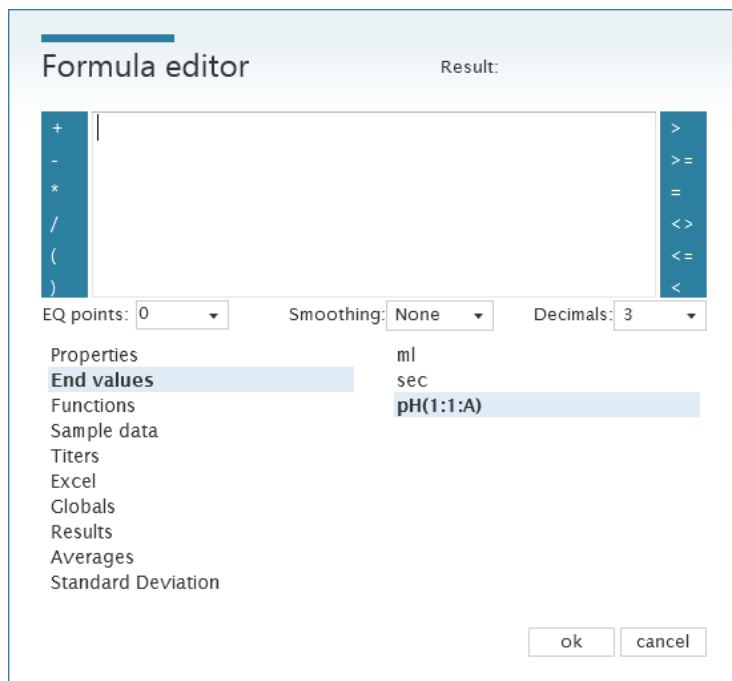 Formula editor Result:
+ >
- >=
* =
/ <>
( <=
) <
EQ points: 0 Smoothing: None Decimals: 3
Properties ml
End values sec
Functions pH(1:1:A)
Sample data
Titers
Excel
Globals
Results
Averages
Standard Deviation
ok cancel